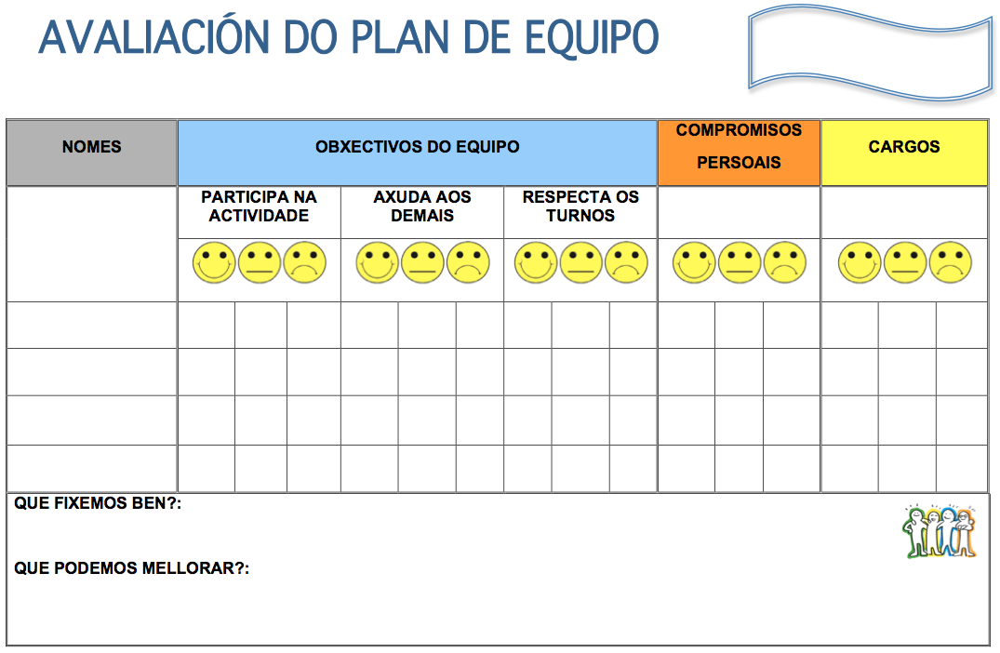 AVALIACIÓN DO PLAN DE EQUIPO
NOMES
OBXECTIVOS DO EQUIPO
COMPROMISOS
PERSOAIS
CARGOS
PARTICIPA NA
ACTIVIDADE
AXUDA AOS
DEMAIS
RESPECTA OS
TURNOS
QUE FIXEMOS BEN?:
QUE PODEMOS MELLORAR?: